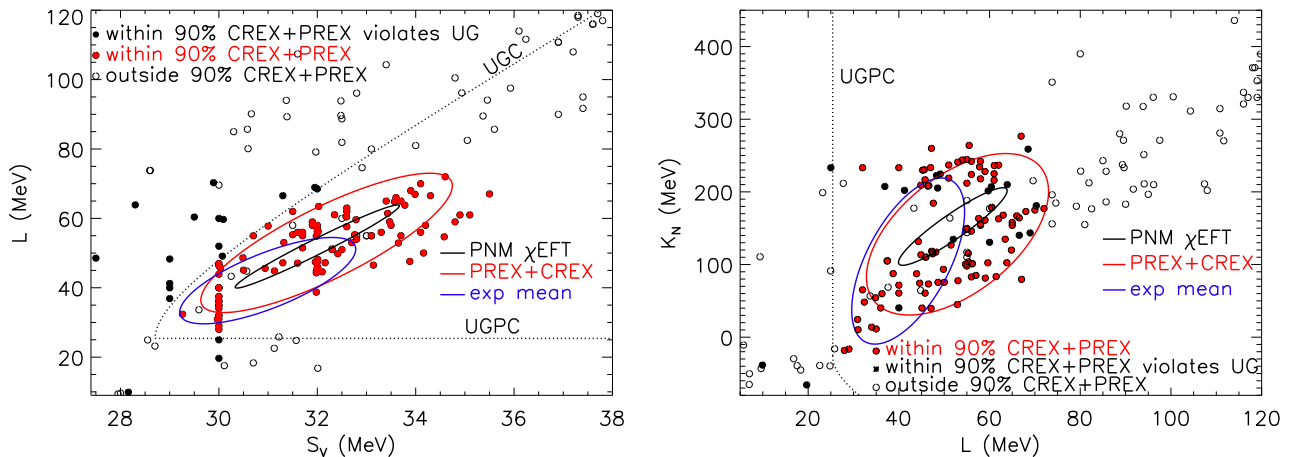 120
100
80
60
40
20
L (MeV)
within 90% CREX+PREX violates UG
within 90% CREX+PREX
outside 90% CREX+PREX
UGC
PNM χEFT
PREX+CREX
exp mean
UGPC
28 30 32 34 36 38
S_V (MeV)
400
300
200
100
0
K_N (MeV)
UGPC
PNM χEFT
PREX+CREX
exp mean
within 90% CREX+PREX
within 90% CREX+PREX violates UG
outside 90% CREX+PREX
20 40 60 80 100 120
L (MeV)